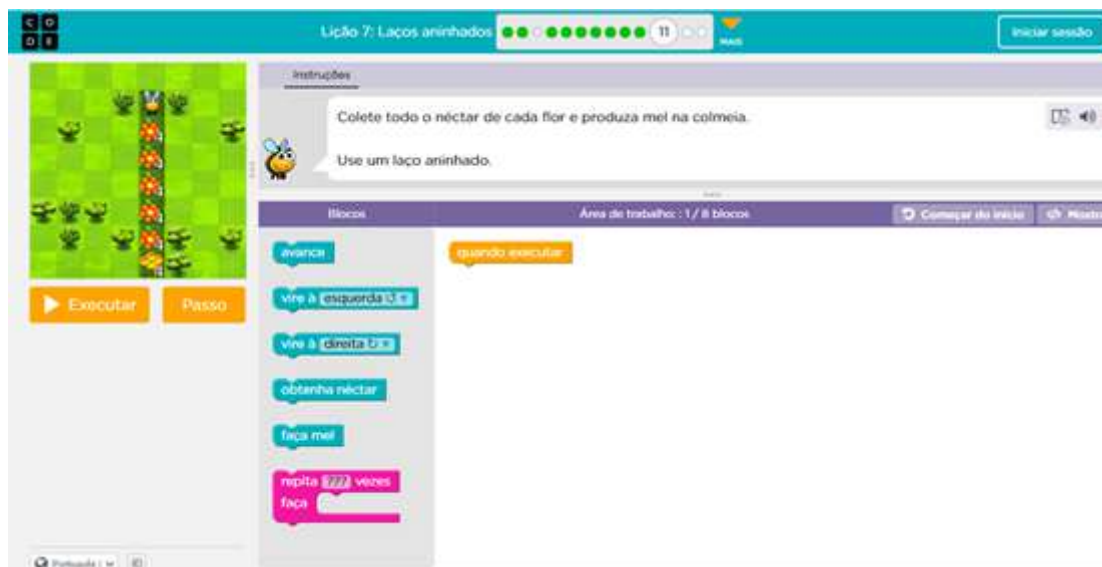 C O
D E
Lição 7: Laços aninhados
11
MAIS
Iniciar sessão
Instruções
Colete todo o néctar de cada flor e produza mel na colmeia.
Use um laço aninhado.
Blocos
Área de trabalho: : 1 / 8 blocos
Começar do início
avance
quando executar
Executar
Passo
vire à esquerda ↺
vire à direita ↻
obtenha néctar
faça mel
repita ??? vezes
faça